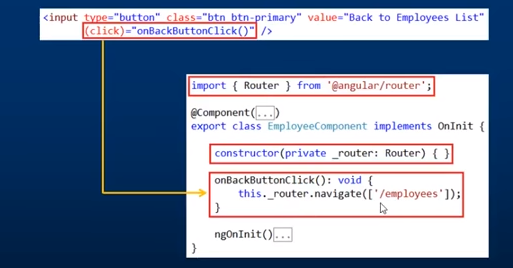 <input type="button" class="btn btn-primary" value="Back to Employees List"
(click)="onBackButtonClick()" />
import { Router } from '@angular/router';
@Component(...)
export class EmployeeComponent implements OnInit {
constructor(private _router: Router) { }
onBackButtonClick(): void {
this._router.navigate(['/employees']);
}
ngOnInit()...
}